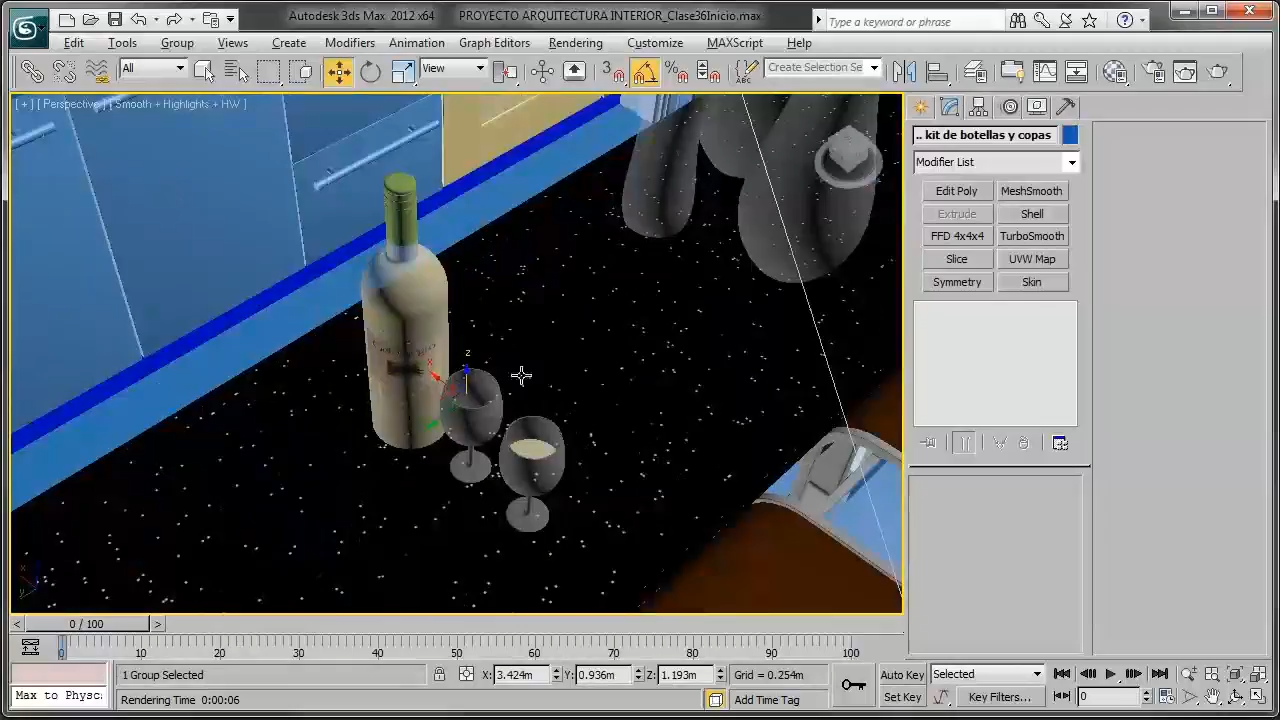 Autodesk 3ds Max 2012 x64 PROYECTO ARQUITECTURA INTERIOR_Clase36Inicio.max
Type a keyword or phrase
Edit Tools Group Views Create Modifiers Animation Graph Editors Rendering Customize MAXScript Help
All View 3 Create Selection Se
[ + ] [ Perspective ] [ Smooth + Highlights + HW ]
.. kit de botellas y copas
Modifier List
Edit Poly MeshSmooth
Extrude Shell
FFD 4x4x4 TurboSmooth
Slice UVW Map
Symmetry Skin
z
x
x
y
< 0 / 100 >
0 10 20 30 40 50 60 70 80 90 100
1 Group Selected X: 3.424m Y: 0.936m Z: 1.193m Grid = 0.254m Auto Key Selected
Max to Physc: Rendering Time 0:00:06 Add Time Tag Set Key Key Filters... 0